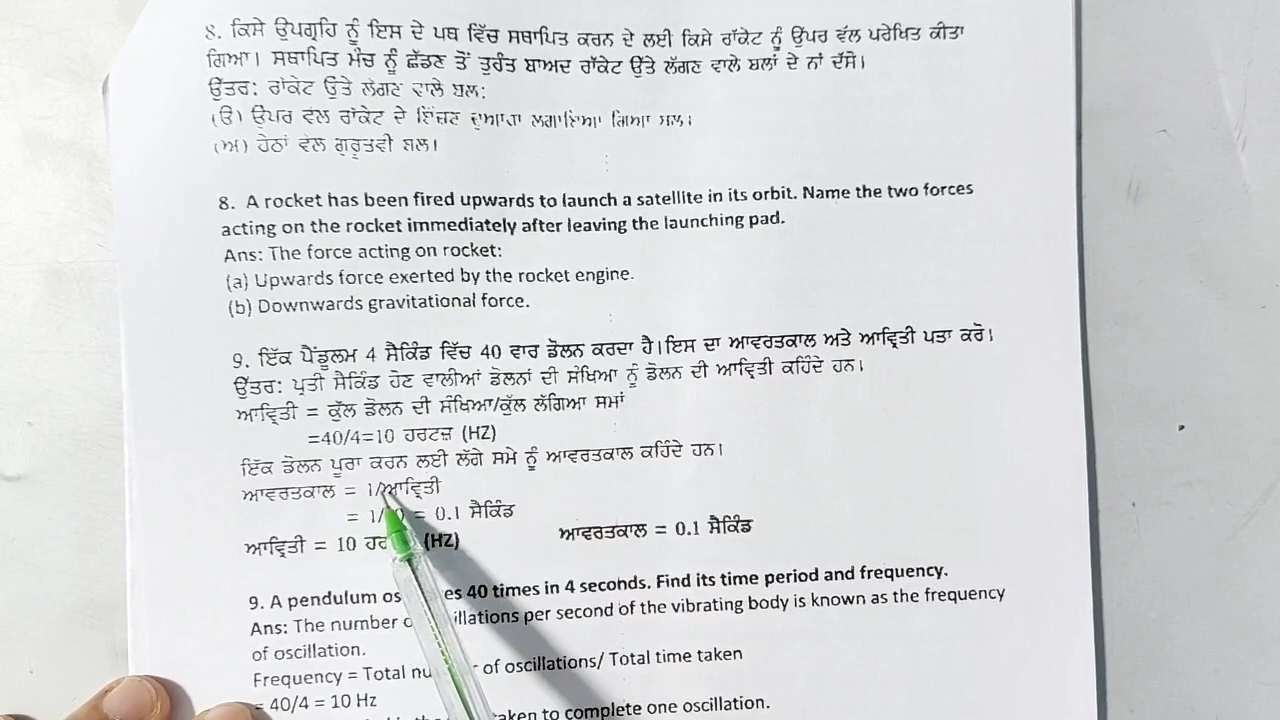 8. ਕਿਸੇ ਉਪਗ੍ਰਹਿ ਨੂੰ ਇਸ ਦੇ ਪਥ ਵਿੱਚ ਸਥਾਪਿਤ ਕਰਨ ਦੇ ਲਈ ਕਿਸੇ ਰਾੱਕੇਟ ਨੂੰ ਉੱਪਰ ਵੱਲ ਪਰੇਖਿਤ ਕੀਤਾ
ਗਿਆ। ਸਥਾਪਿਤ ਮੰਚ ਨੂੰ ਛੱਡਣ ਤੋਂ ਤੁਰੰਤ ਬਾਅਦ ਰਾੱਕੇਟ ਉੱਤੇ ਲੱਗਣ ਵਾਲੇ ਬਲਾਂ ਦੇ ਨਾਂ ਦੱਸੋ।
ਉੱਤਰ: ਰਾੱਕੇਟ ਉੱਤੇ ਲੱਗਣ ਵਾਲੇ ਬਲ:
(ੳ) ਉੱਪਰ ਵੱਲ ਰਾੱਕੇਟ ਦੇ ਇੰਜਣ ਦੁਆਰਾ ਲਗਾਇਆ ਗਿਆ ਬਲ।
(ਅ) ਹੇਠਾਂ ਵੱਲ ਗੁਰੂਤਵੀ ਬਲ।
8. A rocket has been fired upwards to launch a satellite in its orbit. Name the two forces
acting on the rocket immediately after leaving the launching pad.
Ans: The force acting on rocket:
(a) Upwards force exerted by the rocket engine.
(b) Downwards gravitational force.
9. ਇੱਕ ਪੈਂਡੂਲਮ 4 ਸੈਕਿੰਡ ਵਿੱਚ 40 ਵਾਰ ਡੋਲਨ ਕਰਦਾ ਹੈ।ਇਸ ਦਾ ਆਵਰਤਕਾਲ ਅਤੇ ਆਵ੍ਰਿਤੀ ਪਤਾ ਕਰੋ।
ਉੱਤਰ: ਪ੍ਰਤੀ ਸੈਕਿੰਡ ਹੋਣ ਵਾਲੀਆਂ ਡੋਲਨਾਂ ਦੀ ਸੰਖਿਆ ਨੂੰ ਡੋਲਨ ਦੀ ਆਵ੍ਰਿਤੀ ਕਹਿੰਦੇ ਹਨ।
ਆਵ੍ਰਿਤੀ = ਕੁੱਲ ਡੋਲਨ ਦੀ ਸੰਖਿਆ/ਕੁੱਲ ਲੱਗਿਆ ਸਮਾਂ
=40/4=10 ਹਰਟਜ਼ (HZ)
ਇੱਕ ਡੋਲਨ ਪੂਰਾ ਕਰਨ ਲਈ ਲੱਗੇ ਸਮੇ ਨੂੰ ਆਵਰਤਕਾਲ ਕਹਿੰਦੇ ਹਨ।
ਆਵਰਤਕਾਲ = 1/ਆਵ੍ਰਿਤੀ
= 0.1 ਸੈਕਿੰਡ
ਆਵ੍ਰਿਤੀ = 10 (HZ) ਆਵਰਤਕਾਲ = 0.1 ਸੈਕਿੰਡ
9. A pendulum 40 times in 4 seconds. Find its time period and frequency.
Ans: The number per second of the vibrating body is known as the frequency
of oscillation.
Frequency = Total of oscillations/ Total time taken
= 40/4 = 10 Hz
taken to complete one oscillation.